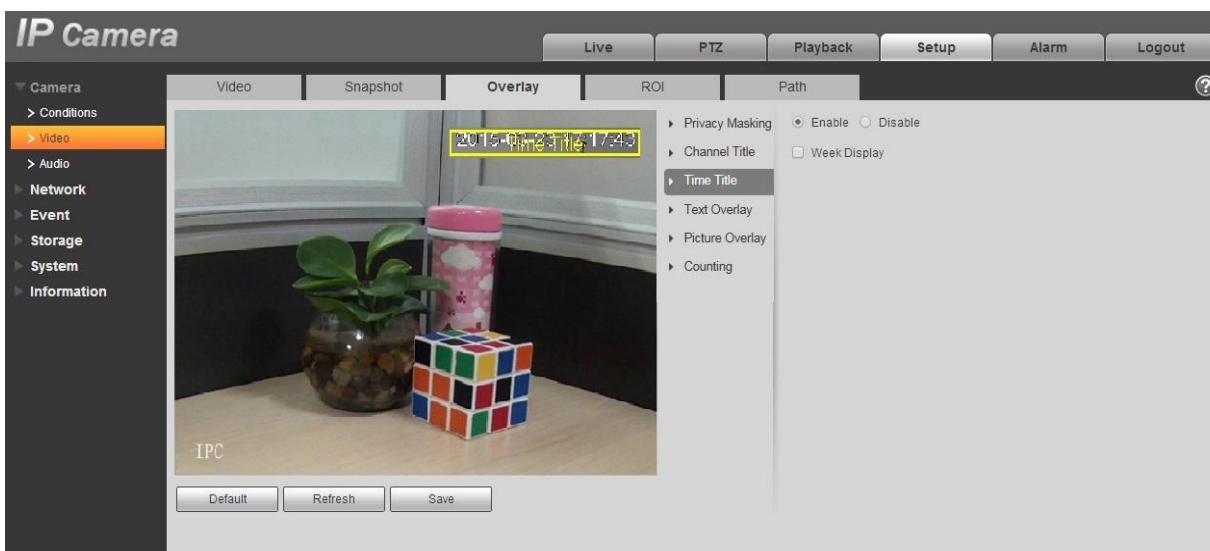 IP Camera
Live PTZ Playback Setup Alarm Logout
Camera
> Conditions
> Video
> Audio
Network
Event
Storage
System
Information
Video Snapshot Overlay ROI Path
Time Title
IPC
Default Refresh Save
Privacy Masking
Channel Title
Time Title
Text Overlay
Picture Overlay
Counting
Enable Disable
Week Display